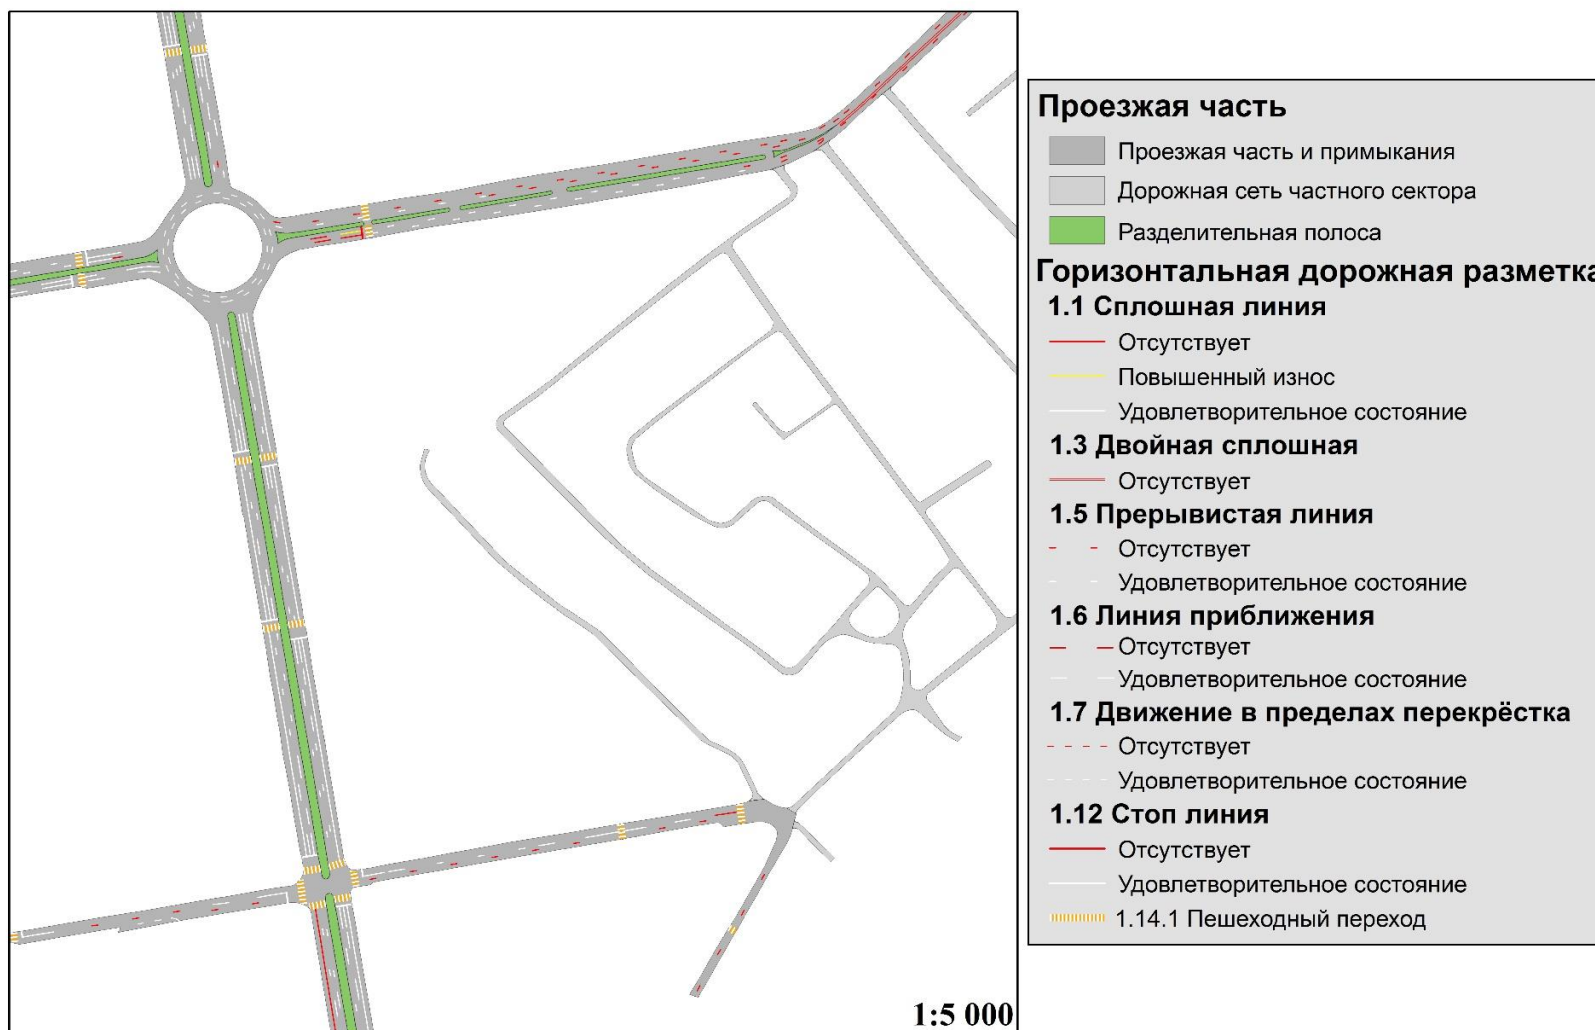 Проезжая часть
Проезжая часть и примыкания
Дорожная сеть частного сектора
Разделительная полоса
Горизонтальная дорожная разметка
1.1 Сплошная линия
Отсутствует
Повышенный износ
Удовлетворительное состояние
1.3 Двойная сплошная
Отсутствует
1.5 Прерывистая линия
Отсутствует
Удовлетворительное состояние
1.6 Линия приближения
Отсутствует
Удовлетворительное состояние
1.7 Движение в пределах перекрёстка
Отсутствует
Удовлетворительное состояние
1.12 Стоп линия
Отсутствует
Удовлетворительное состояние
1.14.1 Пешеходный переход
1:5 000